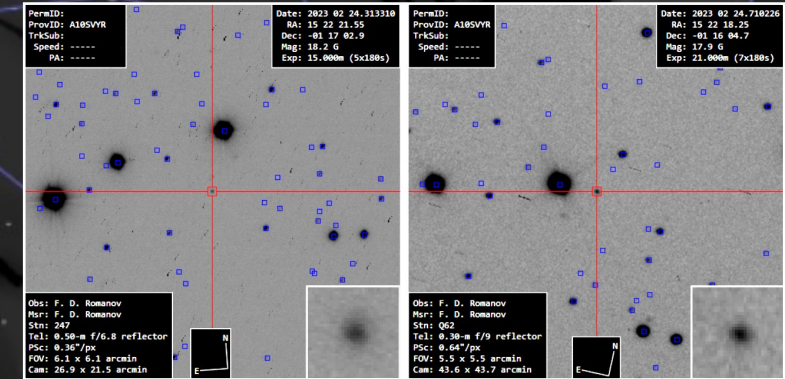 PermID:
ProvID: A10SVYR
TrkSub:
Speed: -----
PA: -----
Date: 2023 02 24.313310
RA: 15 22 21.55
Dec: -01 17 02.9
Mag: 18.2 G
Exp: 15.000m (5x180s)
Obs: F. D. Romanov
Msr: F. D. Romanov
Stn: 247
Tel: 0.50-m f/6.8 reflector
PSc: 0.36"/px
FOV: 6.1 x 6.1 arcmin
Cam: 26.9 x 21.5 arcmin
N
E
PermID:
ProvID: A10SVYR
TrkSub:
Speed: -----
PA: -----
Date: 2023 02 24.710226
RA: 15 22 18.25
Dec: -01 16 04.7
Mag: 17.9 G
Exp: 21.000m (7x180s)
Obs: F. D. Romanov
Msr: F. D. Romanov
Stn: Q62
Tel: 0.30-m f/9 reflector
PSc: 0.64"/px
FOV: 5.5 x 5.5 arcmin
Cam: 43.6 x 43.7 arcmin
N
E